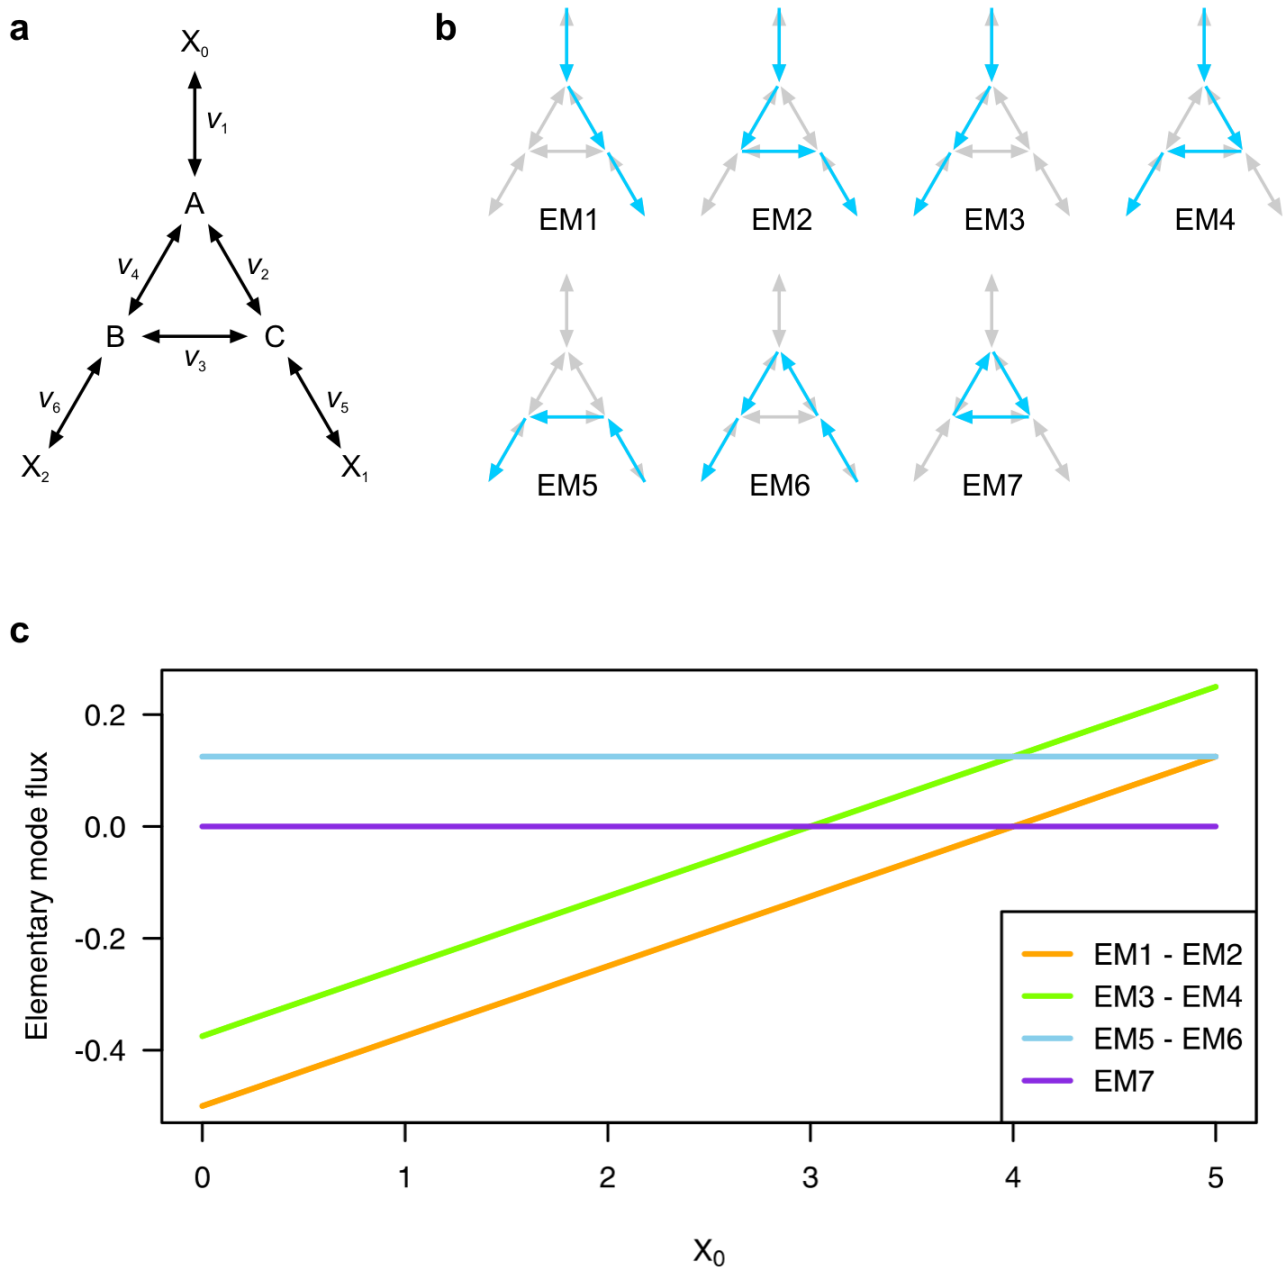 a
X₀
v₁
A
v₄
v₂
B
C
v₃
v₆
v₅
X₂
X₁
b
EM1
EM2
EM3
EM4
EM5
EM6
EM7
c
Elementary mode flux
0.2
0.0
-0.2
-0.4
EM1 - EM2
EM3 - EM4
EM5 - EM6
EM7
0 1 2 3 4 5
X₀